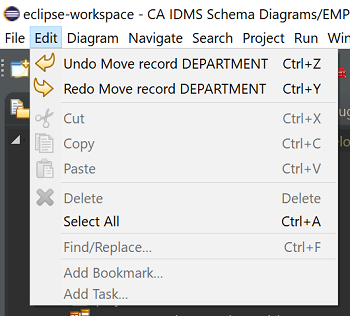 eclipse-workspace - CA IDMS Schema Diagrams/EMP
File Edit Diagram Navigate Search Project Run Win
Undo Move record DEPARTMENT Ctrl+Z
Redo Move record DEPARTMENT Ctrl+Y
Cut Ctrl+X
Copy Ctrl+C
Paste Ctrl+V
Delete Delete
Select All Ctrl+A
Find/Replace... Ctrl+F
Add Bookmark...
Add Task...